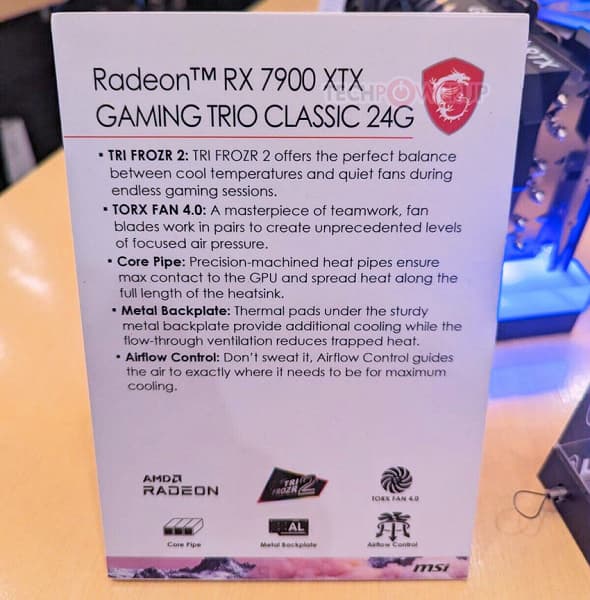 Radeon™ RX 7900 XTX
GAMING TRIO CLASSIC 24G
TECHPOWERUP
▪ TRI FROZR 2: TRI FROZR 2 offers the perfect balance
between cool temperatures and quiet fans during
endless gaming sessions.
▪ TORX FAN 4.0: A masterpiece of teamwork, fan
blades work in pairs to create unprecedented levels
of focused air pressure.
▪ Core Pipe: Precision-machined heat pipes ensure
max contact to the GPU and spread heat along the
full length of the heatsink.
▪ Metal Backplate: Thermal pads under the sturdy
metal backplate provide additional cooling while the
flow-through ventilation reduces trapped heat.
▪ Airflow Control: Don't sweat it, Airflow Control guides
the air to exactly where it needs to be for maximum
cooling.
AMD
RADEON
TRI
FROZR 2
TORX FAN 4.0
Core Pipe
AL
Metal Backplate
Airflow Control
msi